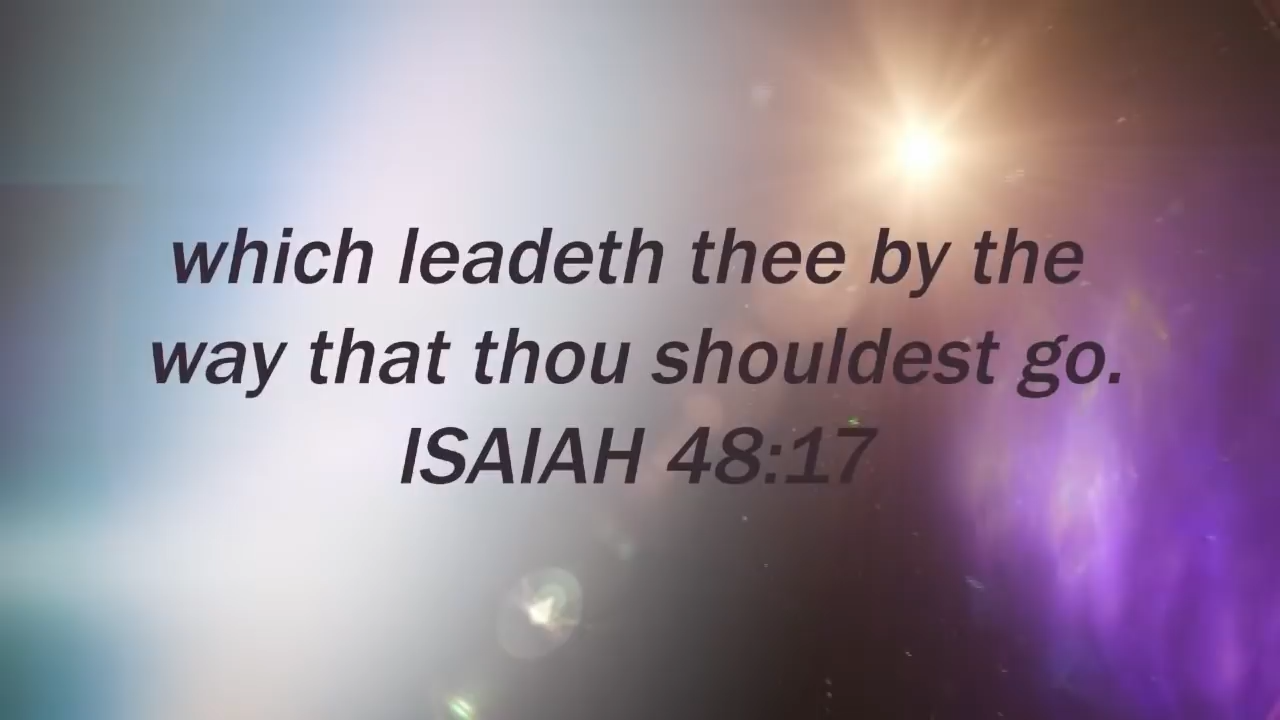 which leadeth thee by the
way that thou shouldest go.
ISAIAH 48:17